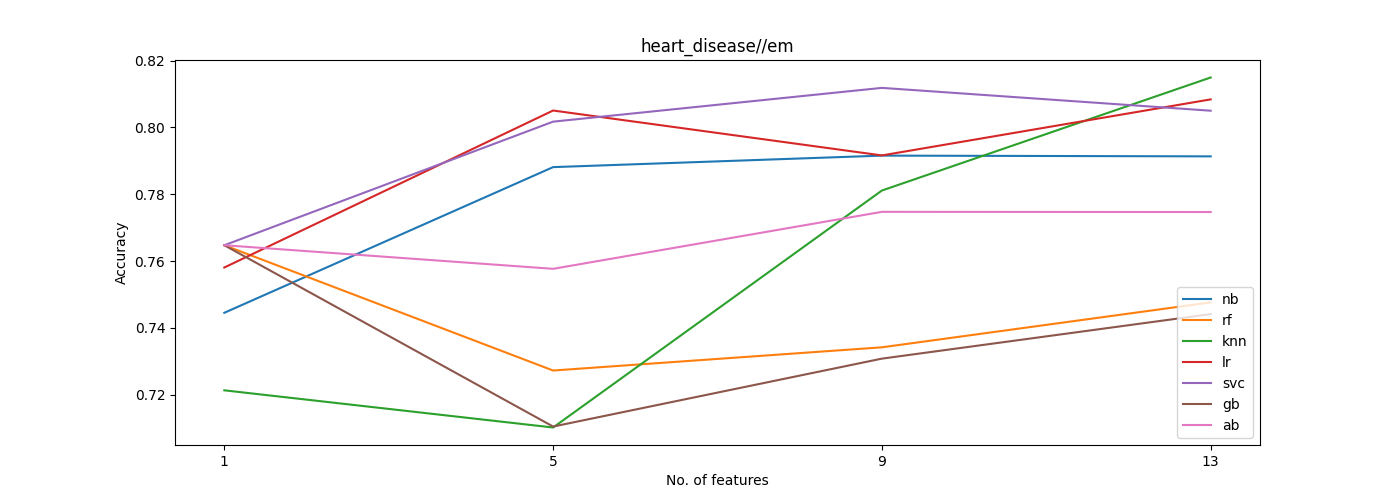 heart_disease//em
Accuracy
0.82
0.80
0.78
0.76
0.74
0.72
1
5
9
13
No. of features
nb
rf
knn
lr
svc
gb
ab